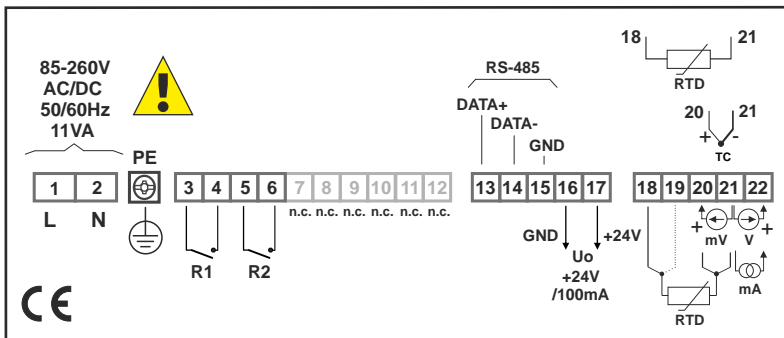 85-260V
AC/DC
50/60Hz
11VA
PE
1 2
L N
3 4 5 6 7 8 9 10 11 12
n.c. n.c. n.c. n.c. n.c. n.c.
R1 R2
CE
RS-485
DATA+
DATA-
GND
13 14 15 16 17
GND +24V
Uo
+24V
/100mA
18 21
RTD
20 21
+ -
TC
18 19 20 21 22
+ mV V +
mA
RTD